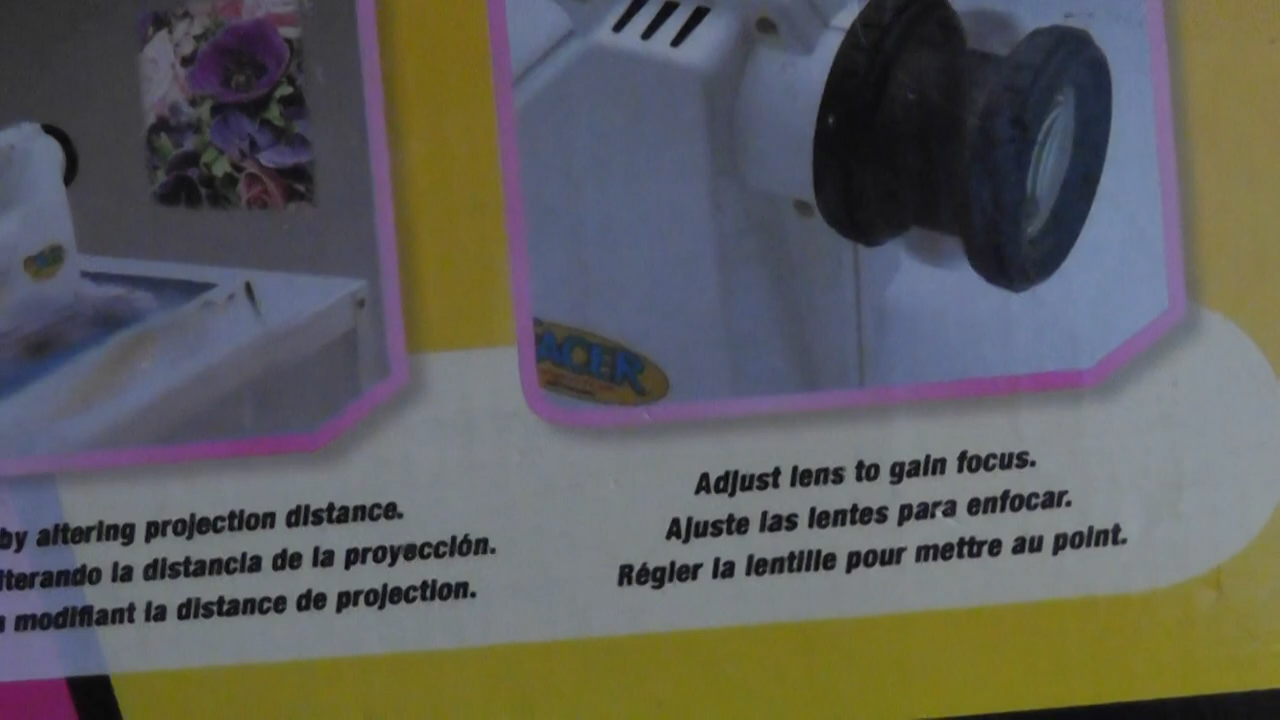 ACER
by altering projection distance.
lterando la distancia de la proyección.
modifiant la distance de projection.
Adjust lens to gain focus.
Ajuste las lentes para enfocar.
Régler la lentille pour mettre au point.